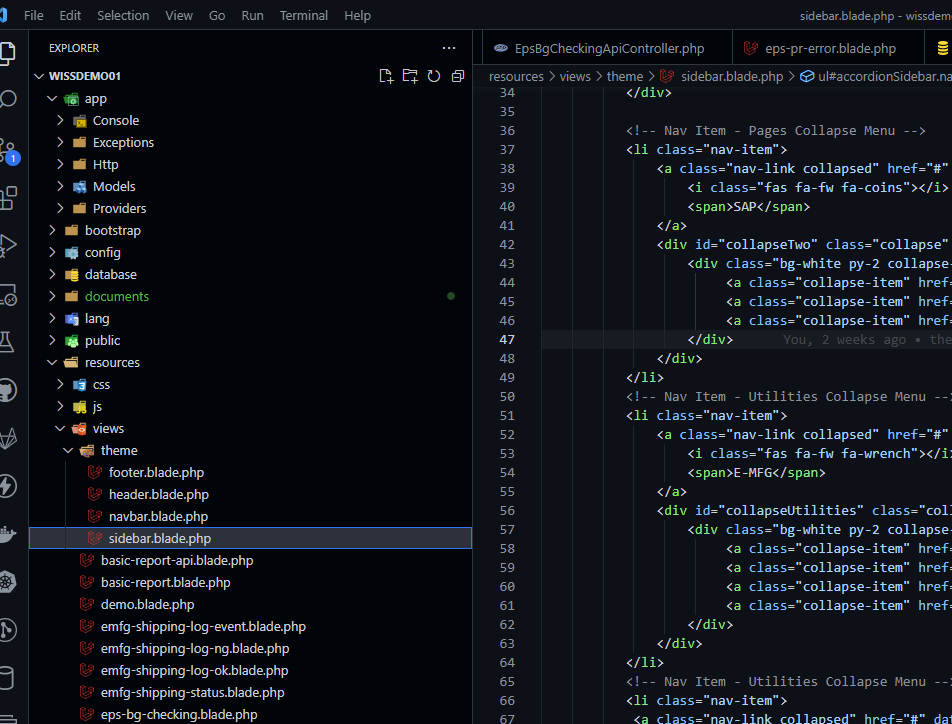 File Edit Selection View Go Run Terminal Help
sidebar.blade.php - wissdemo
EXPLORER
WISSDEMO01
app
Console
Exceptions
Http
Models
Providers
bootstrap
config
database
documents
lang
public
resources
css
js
views
theme
footer.blade.php
header.blade.php
navbar.blade.php
sidebar.blade.php
basic-report-api.blade.php
basic-report.blade.php
demo.blade.php
emfg-shipping-log-event.blade.php
emfg-shipping-log-ng.blade.php
emfg-shipping-log-ok.blade.php
emfg-shipping-status.blade.php
eps-bg-checking.blade.php
1
EpsBgCheckingApiController.php
eps-pr-error.blade.php
resources > views > theme > sidebar.blade.php > ul#accordionSidebar.na
34 </div>
35
36 <!-- Nav Item - Pages Collapse Menu -->
37 <li class="nav-item">
38 <a class="nav-link collapsed" href="#"
39 <i class="fas fa-fw fa-coins"></i>
40 <span>SAP</span>
41 </a>
42 <div id="collapseTwo" class="collapse"
43 <div class="bg-white py-2 collapse-
44 <a class="collapse-item" href=
45 <a class="collapse-item" href=
46 <a class="collapse-item" href=
47 </div> You, 2 weeks ago • the
48 </div>
49 </li>
50 <!-- Nav Item - Utilities Collapse Menu --
51 <li class="nav-item">
52 <a class="nav-link collapsed" href="#"
53 <i class="fas fa-fw fa-wrench"></i
54 <span>E-MFG</span>
55 </a>
56 <div id="collapseUtilities" class="coll
57 <div class="bg-white py-2 collapse-
58 <a class="collapse-item" href=
59 <a class="collapse-item" href=
60 <a class="collapse-item" href=
61 <a class="collapse-item" href=
62 </div>
63 </div>
64 </li>
65 <!-- Nav Item - Utilities Collapse Menu --
66 <li class="nav-item">
67 <a class="nav-link collapsed" href="#" da